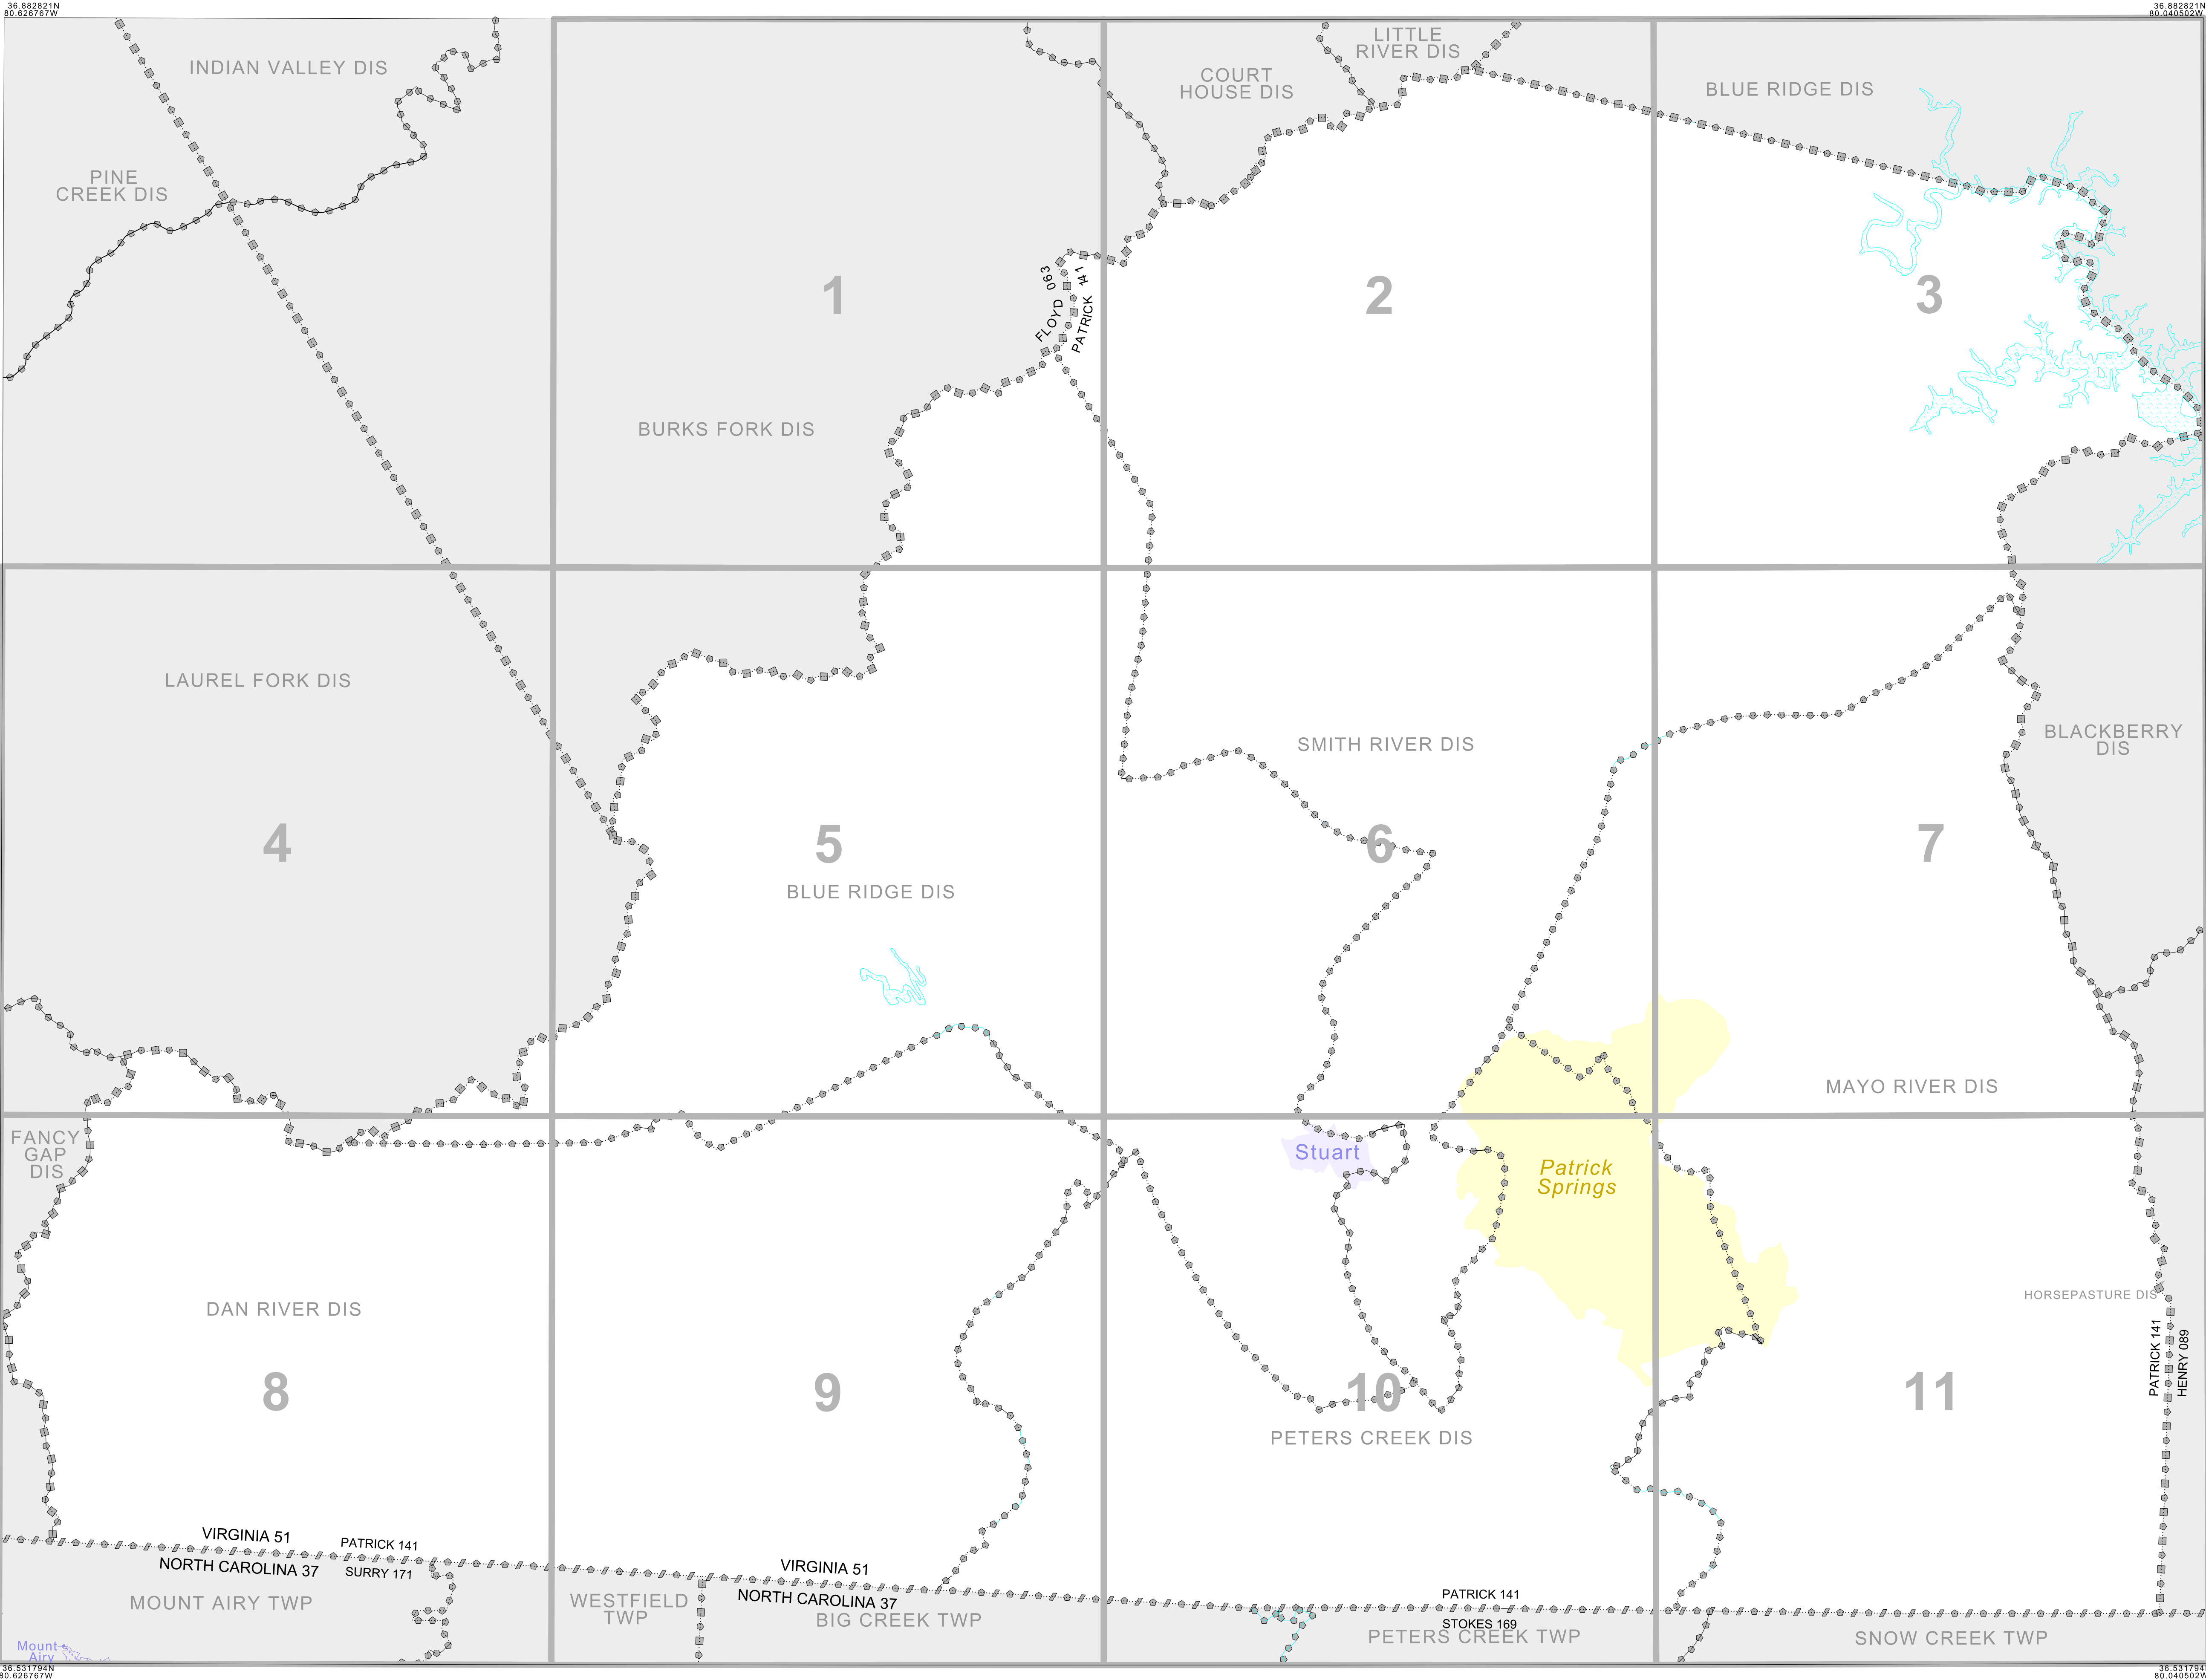 36.882821N
80.626767W
36.882821N
80.040502W
INDIAN VALLEY DIS
LITTLE
RIVER DIS
COURT
HOUSE DIS
BLUE RIDGE DIS
PINE
CREEK DIS
1
2
3
FLOYD 063
PATRICK 141
BURKS FORK DIS
LAUREL FORK DIS
SMITH RIVER DIS
BLACKBERRY
DIS
4
5
6
7
BLUE RIDGE DIS
MAYO RIVER DIS
FANCY
GAP
DIS
Stuart
Patrick
Springs
DAN RIVER DIS
HORSEPASTURE DIS
PATRICK 141
HENRY 089
8
9
10
11
PETERS CREEK DIS
VIRGINIA 51
PATRICK 141
NORTH CAROLINA 37
SURRY 171
VIRGINIA 51
NORTH CAROLINA 37
PATRICK 141
STOKES 169
MOUNT AIRY TWP
WESTFIELD
TWP
BIG CREEK TWP
PETERS CREEK TWP
SNOW CREEK TWP
Mount
Airy
36.531794N
80.626767W
36.531794
80.040502W